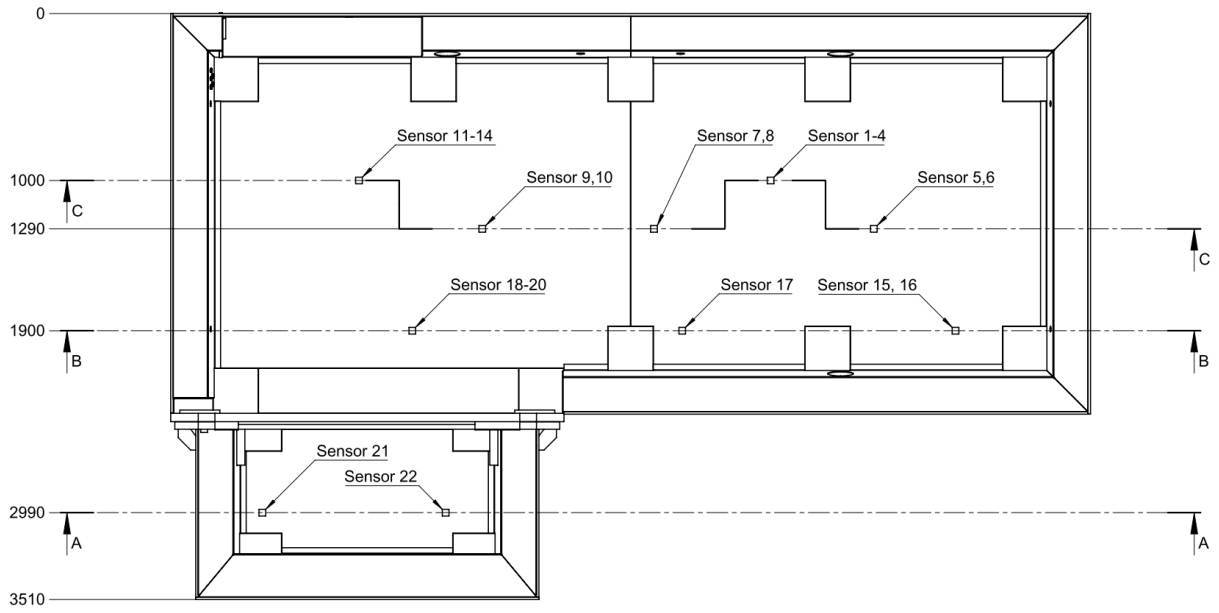 0
Sensor 11-14
Sensor 7,8
Sensor 1-4
1000
Sensor 9,10
Sensor 5,6
C
1290
C
Sensor 18-20
Sensor 17
Sensor 15, 16
1900
B
B
Sensor 21
Sensor 22
2990
A
A
3510